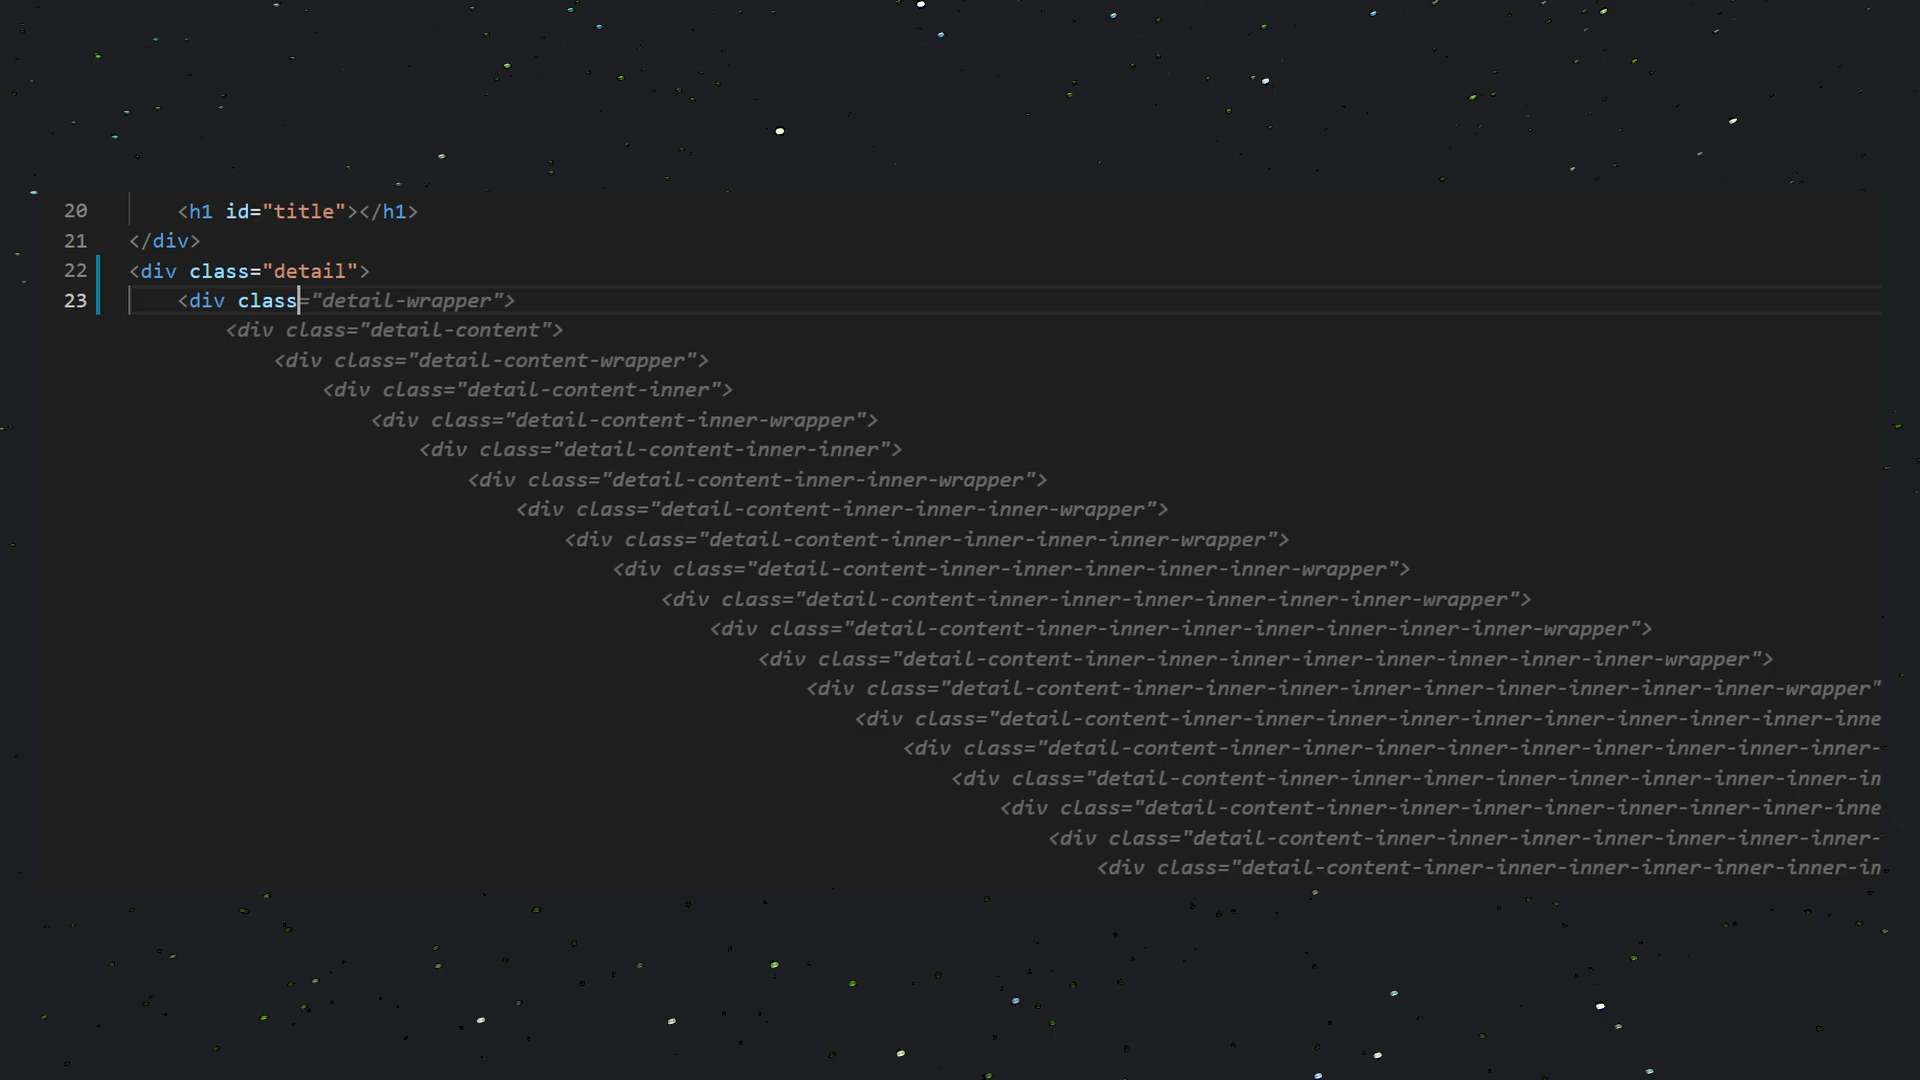 20 <h1 id="title"></h1>
21 </div>
22 <div class="detail">
23 <div class="detail-wrapper">
<div class="detail-content">
<div class="detail-content-wrapper">
<div class="detail-content-inner">
<div class="detail-content-inner-wrapper">
<div class="detail-content-inner-inner">
<div class="detail-content-inner-inner-wrapper">
<div class="detail-content-inner-inner-inner-wrapper">
<div class="detail-content-inner-inner-inner-inner-wrapper">
<div class="detail-content-inner-inner-inner-inner-inner-wrapper">
<div class="detail-content-inner-inner-inner-inner-inner-inner-wrapper">
<div class="detail-content-inner-inner-inner-inner-inner-inner-inner-wrapper">
<div class="detail-content-inner-inner-inner-inner-inner-inner-inner-inner-wrapper">
<div class="detail-content-inner-inner-inner-inner-inner-inner-inner-inner-inner-wrapper"
<div class="detail-content-inner-inner-inner-inner-inner-inner-inner-inner-inner-inne
<div class="detail-content-inner-inner-inner-inner-inner-inner-inner-inner-inner-
<div class="detail-content-inner-inner-inner-inner-inner-inner-inner-inner-in
<div class="detail-content-inner-inner-inner-inner-inner-inner-inner-inne
<div class="detail-content-inner-inner-inner-inner-inner-inner-inner-
<div class="detail-content-inner-inner-inner-inner-inner-inner-in